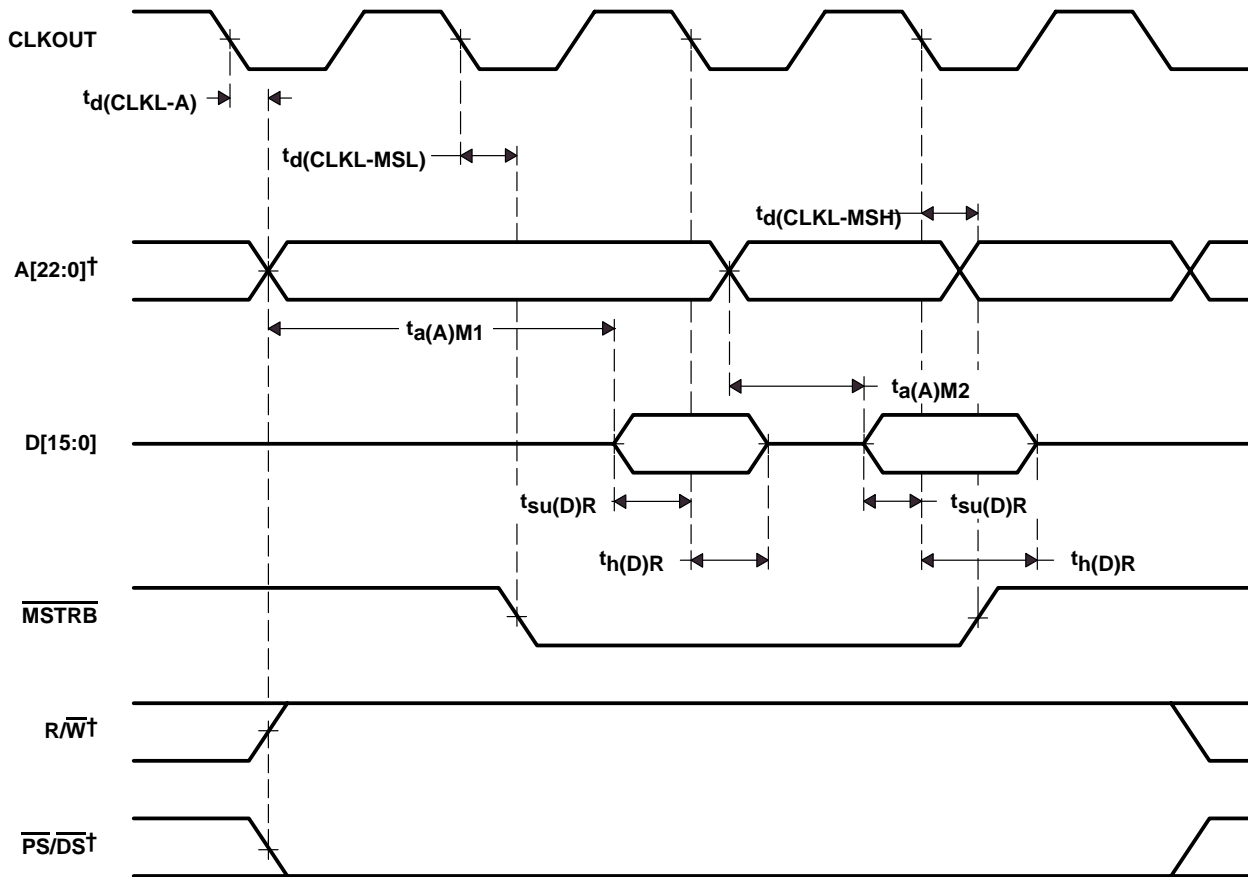 CLKOUT
td(CLKL-A)
td(CLKL-MSL)
td(CLKL-MSH)
A[22:0]†
ta(A)M1
ta(A)M2
D[15:0]
tsu(D)R
tsu(D)R
th(D)R
th(D)R
MSTRB
R/W†
PS/DS†